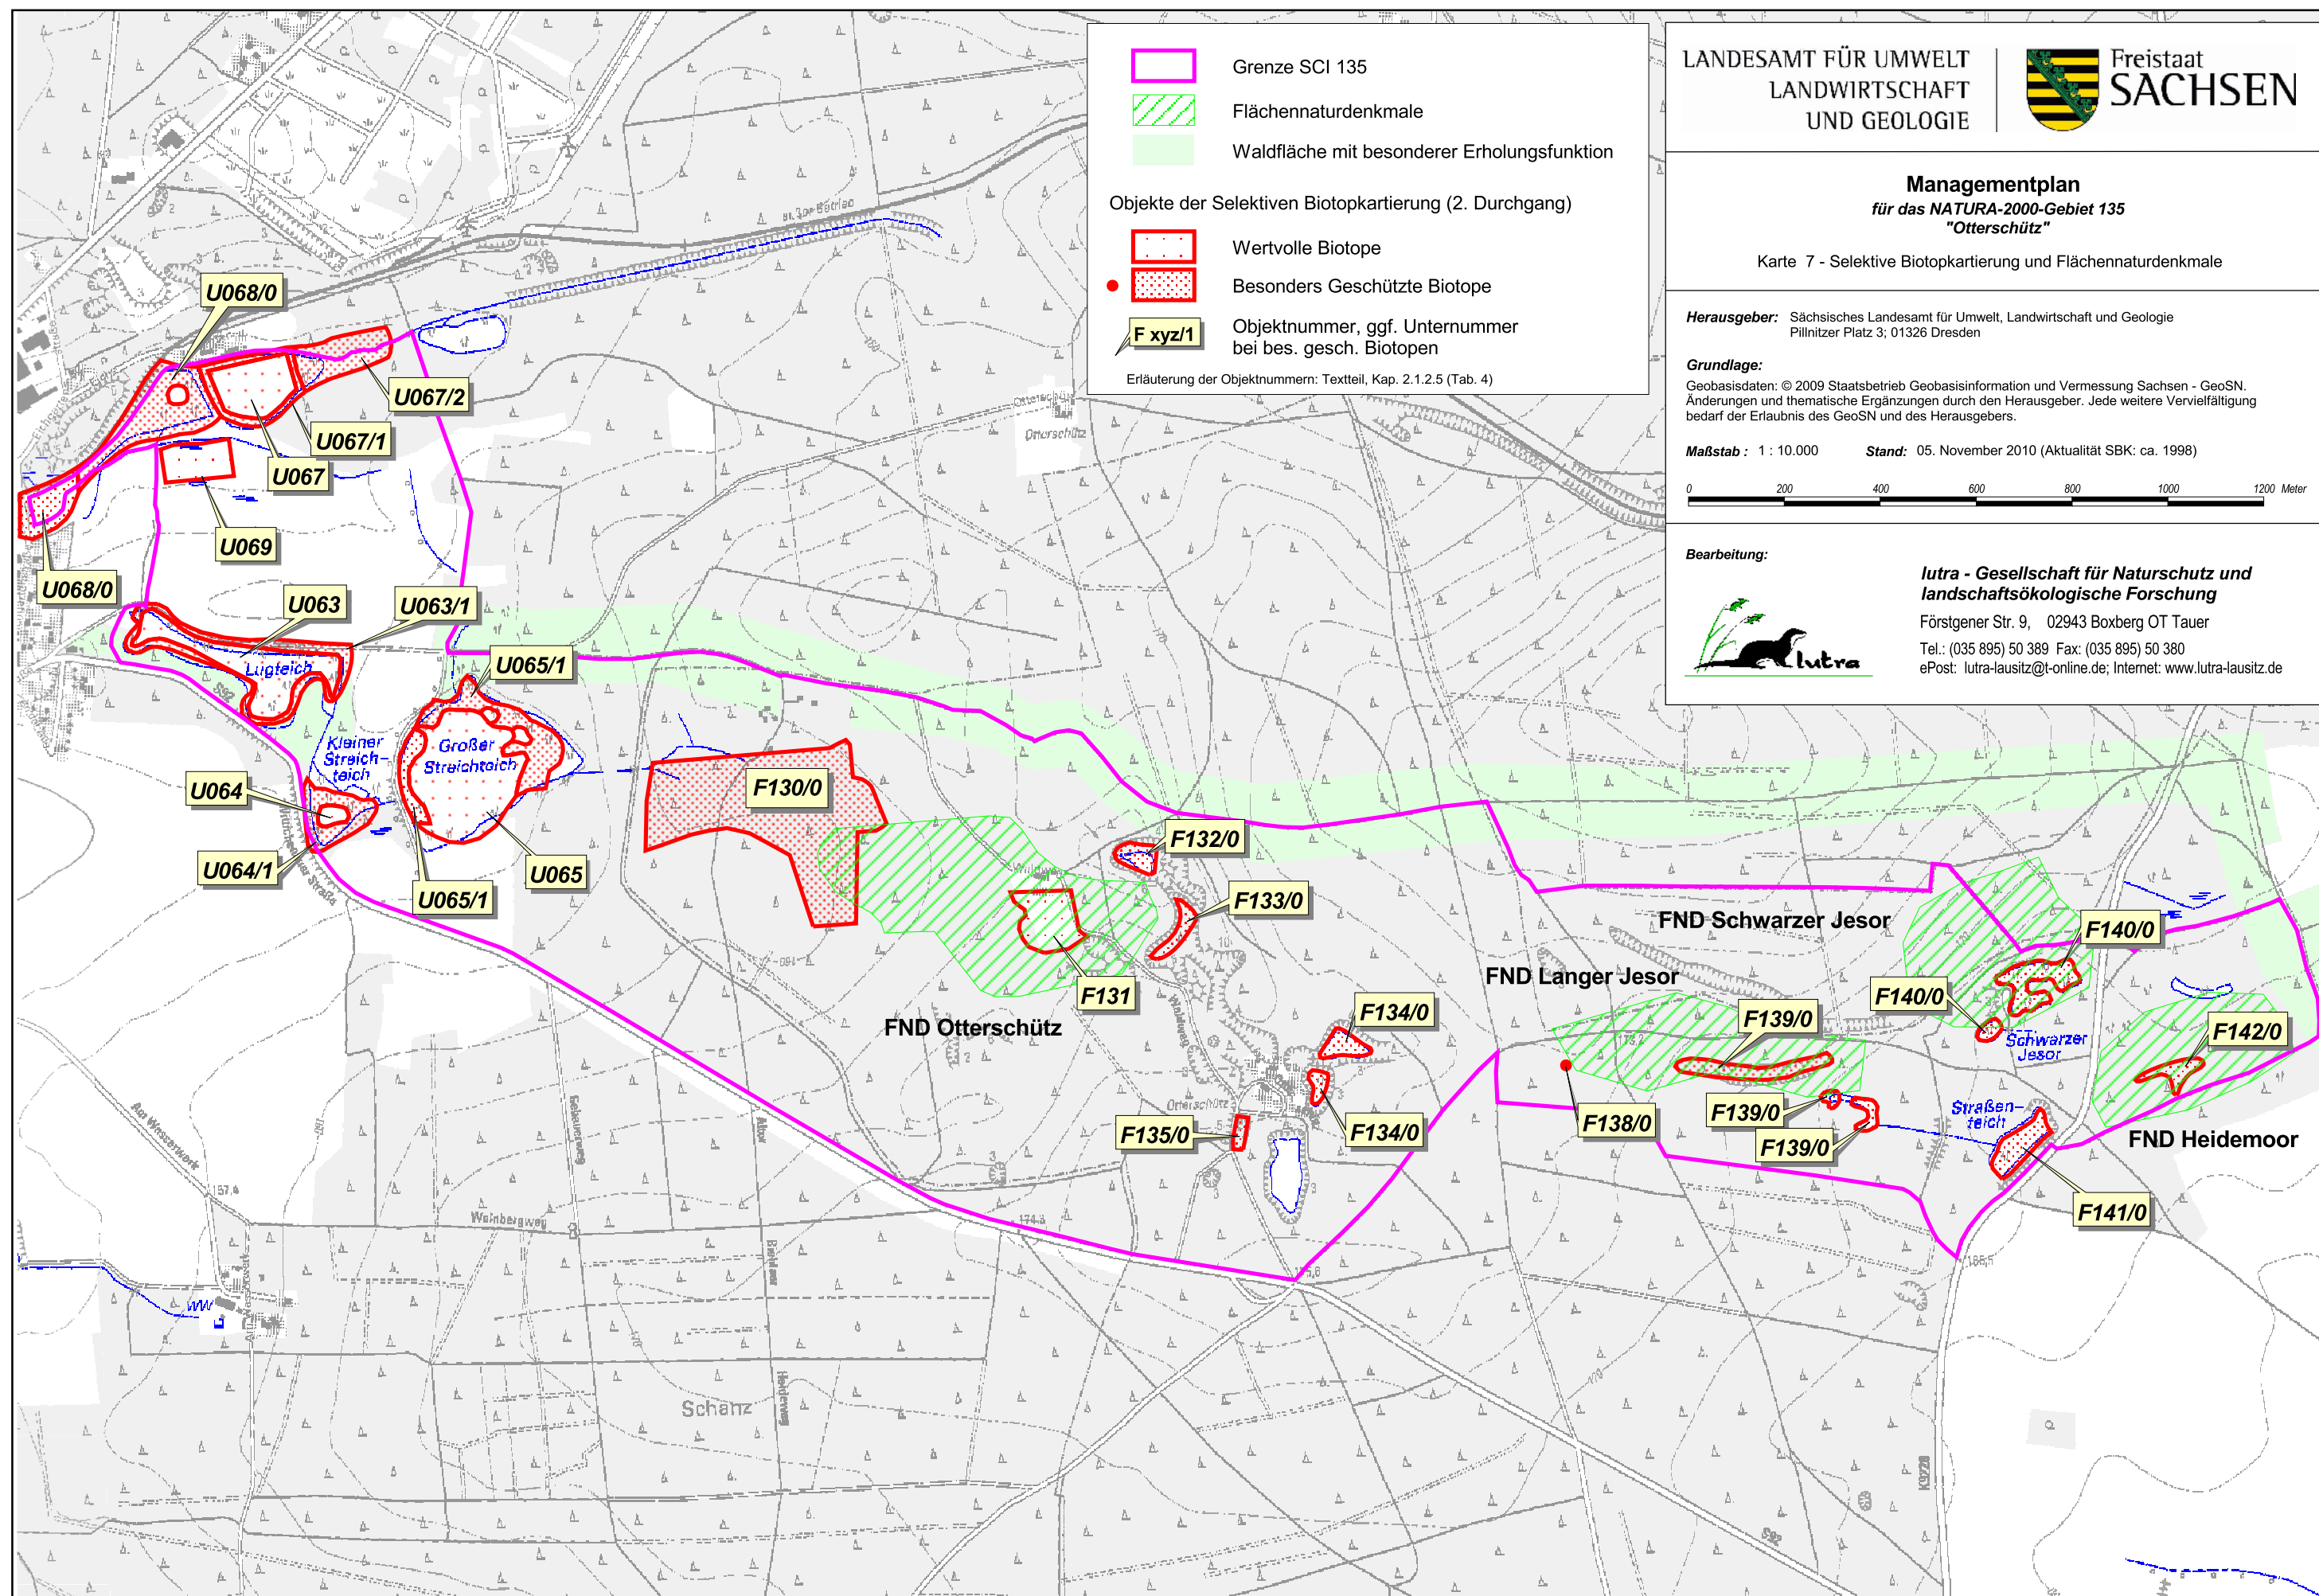 Grenze SCI 135
Flächennaturdenkmale
Waldfläche mit besonderer Erholungsfunktion
Objekte der Selektiven Biotopkartierung (2. Durchgang)
Wertvolle Biotope
Besonders Geschützte Biotope
F xyz/1
Objektnummer, ggf. Unternummer
bei bes. gesch. Biotopen
Erläuterung der Objektnummern: Textteil, Kap. 2.1.2.5 (Tab. 4)
LANDESAMT FÜR UMWELT
LANDWIRTSCHAFT
UND GEOLOGIE
Freistaat
SACHSEN
Managementplan
für das NATURA-2000-Gebiet 135
"Otterschütz"
Karte 7 - Selektive Biotopkartierung und Flächennaturdenkmale
Herausgeber: Sächsisches Landesamt für Umwelt, Landwirtschaft und Geologie
Pillnitzer Platz 3; 01326 Dresden
Grundlage:
Geobasisdaten: © 2009 Staatsbetrieb Geobasisinformation und Vermessung Sachsen - GeoSN.
Änderungen und thematische Ergänzungen durch den Herausgeber. Jede weitere Vervielfältigung
bedarf der Erlaubnis des GeoSN und des Herausgebers.
Maßstab : 1 : 10.000 Stand: 05. November 2010 (Aktualität SBK: ca. 1998)
0 200 400 600 800 1000 1200 Meter
Bearbeitung:
lutra - Gesellschaft für Naturschutz und
landschaftsökologische Forschung
Förstgener Str. 9, 02943 Boxberg OT Tauer
Tel.: (035 895) 50 389 Fax: (035 895) 50 380
ePost: lutra-lausitz@t-online.de; Internet: www.lutra-lausitz.de
lutra
U068/0
U067/2
U067/1
U067
U069
U068/0
U063
U063/1
Lugteich
S92
U065/1
Kleiner
Streich-
teich
Großer
Streichteich
U064
U064/1
U065/1
U065
F130/0
F132/0
F133/0
F131
FND Otterschütz
F134/0
F134/0
F135/0
Otterschütz
Otterschütz
FND Schwarzer Jesor
FND Langer Jesor
F140/0
F140/0
F139/0
F139/0
F139/0
F138/0
Schwarzer
Jesor
F142/0
Straßen-
teich
FND Heidemoor
F141/0
Am Wasserwerk
157,4
Weinbergweg
174,3
WW
Schanz
Heideweg
K9220
S92